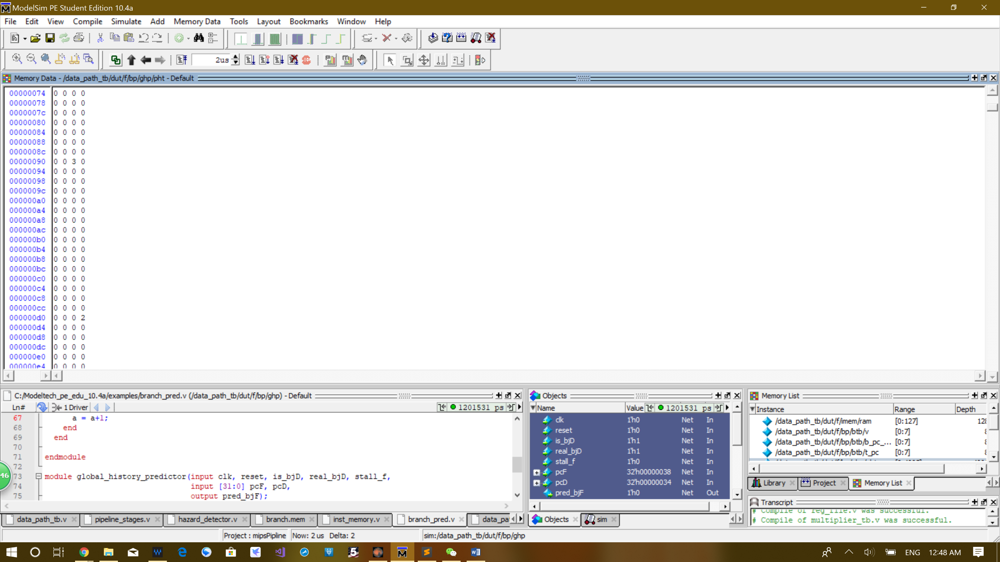 ModelSim PE Student Edition 10.4a
File Edit View Compile Simulate Add Memory Data Tools Layout Bookmarks Window Help
2us
Memory Data - /data_path_tb/dut/f/bp/ghp/pht - Default
00000074 0 0 0 0
00000078 0 0 0 0
0000007c 0 0 0 0
00000080 0 0 0 0
00000084 0 0 0 0
00000088 0 0 0 0
0000008c 0 0 0 0
00000090 0 0 3 0
00000094 0 0 0 0
00000098 0 0 0 0
0000009c 0 0 0 0
000000a0 0 0 0 0
000000a4 0 0 0 0
000000a8 0 0 0 0
000000ac 0 0 0 0
000000b0 0 0 0 0
000000b4 0 0 0 0
000000b8 0 0 0 0
000000bc 0 0 0 0
000000c0 0 0 0 0
000000c4 0 0 0 0
000000c8 0 0 0 0
000000cc 0 0 0 0
000000d0 0 0 0 2
000000d4 0 0 0 0
000000d8 0 0 0 0
000000dc 0 0 0 0
000000e0 0 0 0 0
000000e4 0 0 0 0
C:/Modeltech_pe_edu_10.4a/examples/branch_pred.v (/data_path_tb/dut/f/bp/ghp) - Default
Ln# 1 Driver 1201531 ps
67 a = a+1;
68 end
69 end
70
71 endmodule
72
73 module global_history_predictor(input clk, reset, is_bjD, real_bjD, stall_f,
74 input [31:0] pcF, pcD,
75 output pred_bjF);
46
data_path_tb.v pipeline_stages.v hazard_detector.v branch.mem inst_memory.v branch_pred.v data_pa
Objects
Name Value 1201531 ps
clk 1'h0 Net In
reset 1'h0 Net In
is_bjD 1'h1 Net In
real_bjD 1'h1 Net In
stall_f 1'h0 Net In
pcF 32'h00000038 Net In
pcD 32'h00000034 Net In
pred_bjF 1'h0 Net Out
Objects sim
Memory List
Instance Range Depth
/data_path_tb/dut/f/imem/ram [0:127] 128
/data_path_tb/dut/f/bp/btb/v [0:7] 8
/data_path_tb/dut/f/bp/btb/b_pc_... [0:7] 8
/data_path_tb/dut/f/bp/btb/t_pc [0:7] 8
Library Project Memory List
Transcript
# Compile of reg_file.v was successful.
# Compile of multiplier_tb.v was successful.
Project : mipsPipline Now: 2 us Delta: 2 sim:/data_path_tb/dut/f/bp/ghp
ENG 12:48 AM